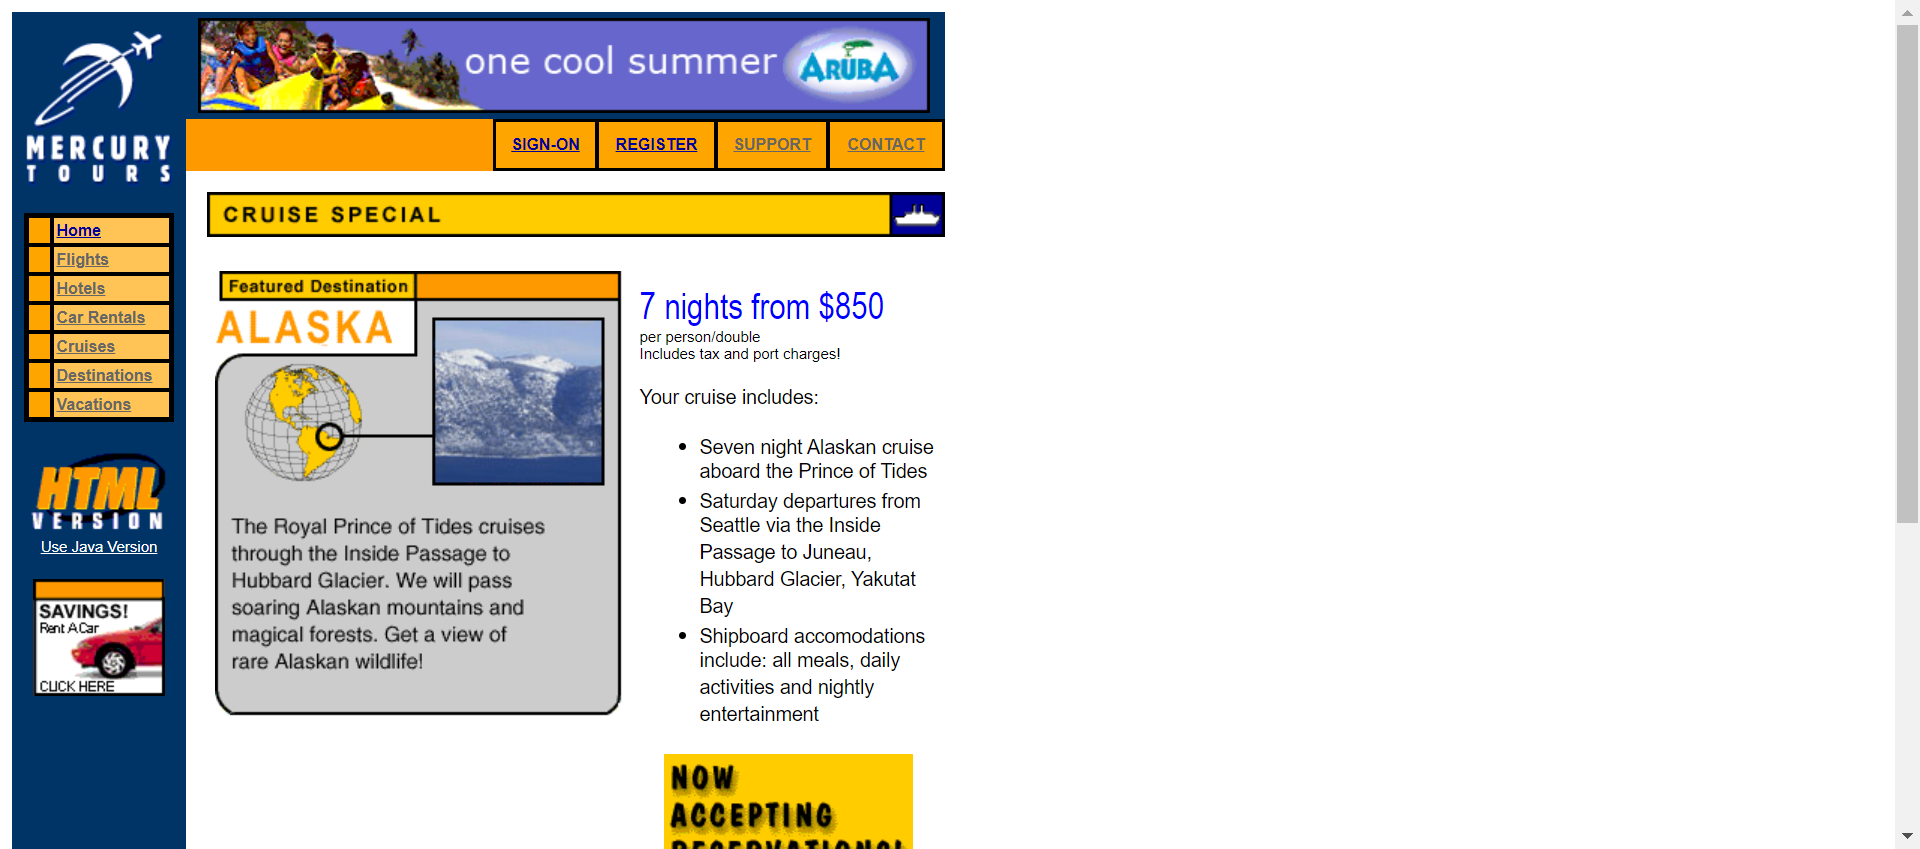 one cool summer ARUBA
MERCURY
TOURS
SIGN-ON REGISTER SUPPORT CONTACT
CRUISE SPECIAL
Home
Flights
Hotels
Car Rentals
Cruises
Destinations
Vacations
HTML
VERSION
Use Java Version
SAVINGS!
Rent A Car
CLICK HERE
Featured Destination
ALASKA
The Royal Prince of Tides cruises
through the Inside Passage to
Hubbard Glacier. We will pass
soaring Alaskan mountains and
magical forests. Get a view of
rare Alaskan wildlife!
7 nights from $850
per person/double
Includes tax and port charges!
Your cruise includes:
Seven night Alaskan cruise
aboard the Prince of Tides
Saturday departures from
Seattle via the Inside
Passage to Juneau,
Hubbard Glacier, Yakutat
Bay
Shipboard accomodations
include: all meals, daily
activities and nightly
entertainment
NOW
ACCEPTING